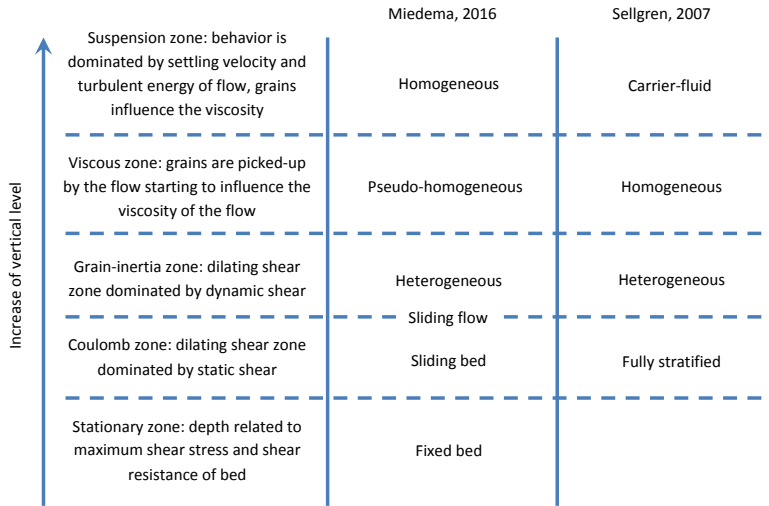 Miedema, 2016
Sellgren, 2007
Increase of vertical level
Suspension zone: behavior is
dominated by settling velocity and
turbulent energy of flow, grains
influence the viscosity
Homogeneous
Carrier-fluid
Viscous zone: grains are picked-up
by the flow starting to influence the
viscosity of the flow
Pseudo-homogeneous
Homogeneous
Grain-inertia zone: dilating shear
zone dominated by dynamic shear
Heterogeneous
Heterogeneous
Sliding flow
Coulomb zone: dilating shear zone
dominated by static shear
Sliding bed
Fully stratified
Stationary zone: depth related to
maximum shear stress and shear
resistance of bed
Fixed bed